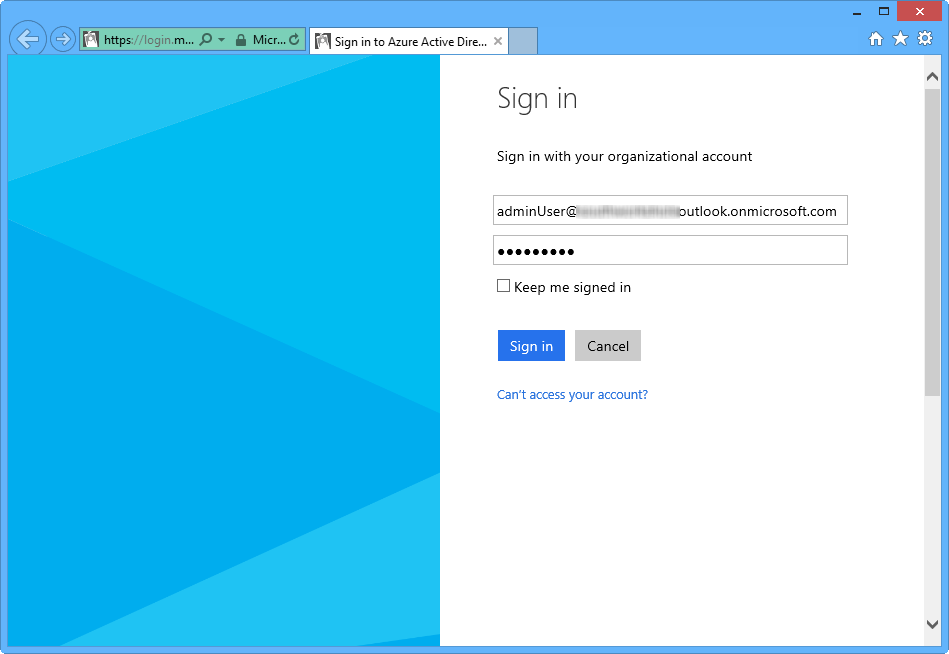 https://login.m... Micr... Sign in to Azure Active Dire...
Sign in
Sign in with your organizational account
adminUser@ outlook.onmicrosoft.com
●●●●●●●●●
Keep me signed in
Sign in Cancel
Can't access your account?